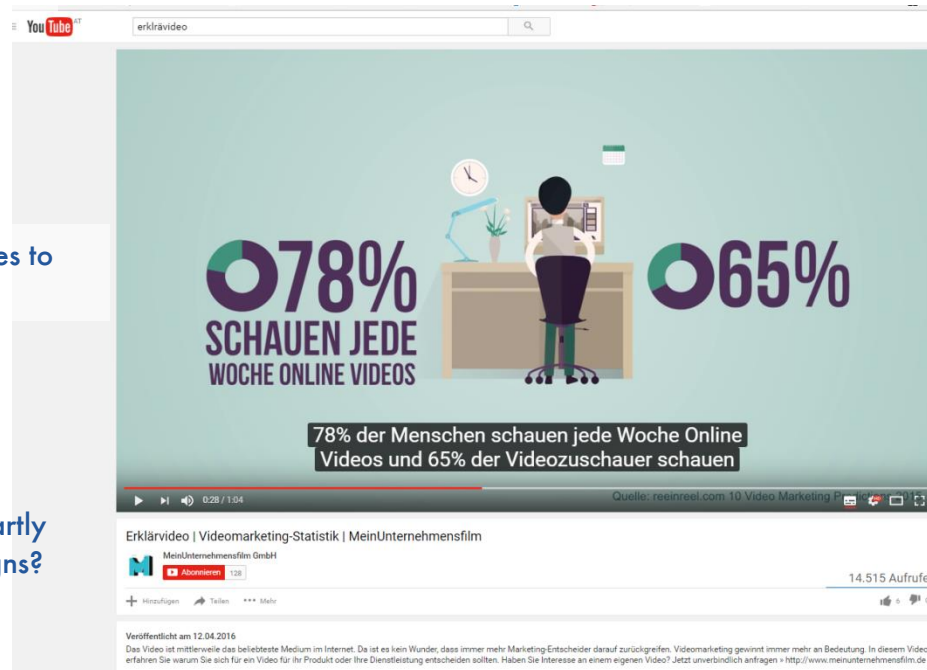 You Tube AT
erklrävideo
es to
artly
gns?
78%
SCHAUEN JEDE
WOCHE ONLINE VIDEOS
65%
78% der Menschen schauen jede Woche Online
Videos und 65% der Videozuschauer schauen
0:28 / 1:04
Quelle: reeinreel.com 10 Video Marketing
Erklärvideo | Videomarketing-Statistik | MeinUnternehmensfilm
MeinUnternehmensfilm GmbH
Abonnieren 128
14.515 Aufrufe
Hinzufügen Teilen Mehr
6
Veröffentlicht am 12.04.2016
Das Video ist mittlerweile das beliebteste Medium im Internet. Da ist es kein Wunder, dass immer mehr Marketing-Entscheider darauf zurückgreifen. Videomarketing gewinnt immer mehr an Bedeutung. In diesem Video
erfahren Sie warum Sie sich für ein Video für ihr Produkt oder Ihre Dienstleistung entscheiden sollten. Haben Sie Interesse an einem eigenen Video? Jetzt unverbindlich anfragen » http://www.meinunternehmensfilm.de